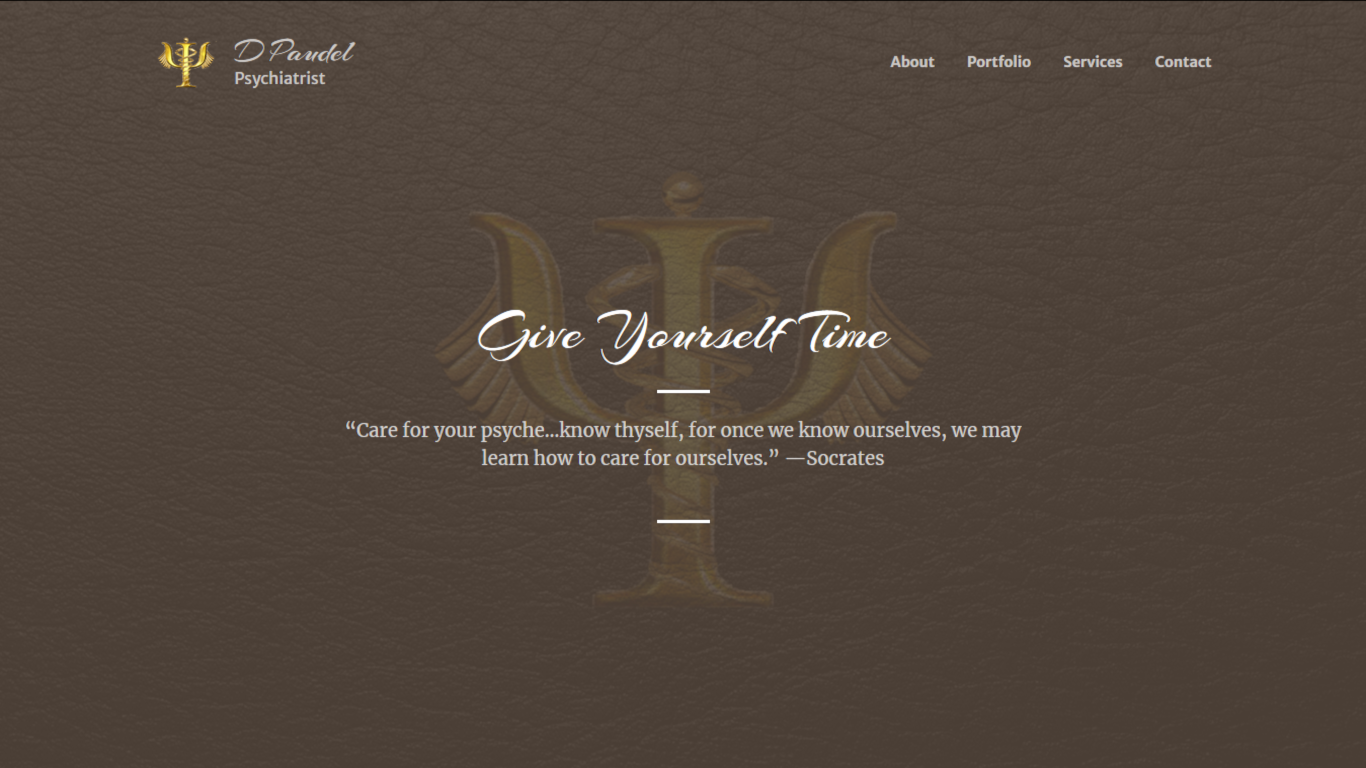 D Paudel
Psychiatrist
About Portfolio Services Contact
Give Yourself Time
“Care for your psyche...know thyself, for once we know ourselves, we may
learn how to care for ourselves.” —Socrates